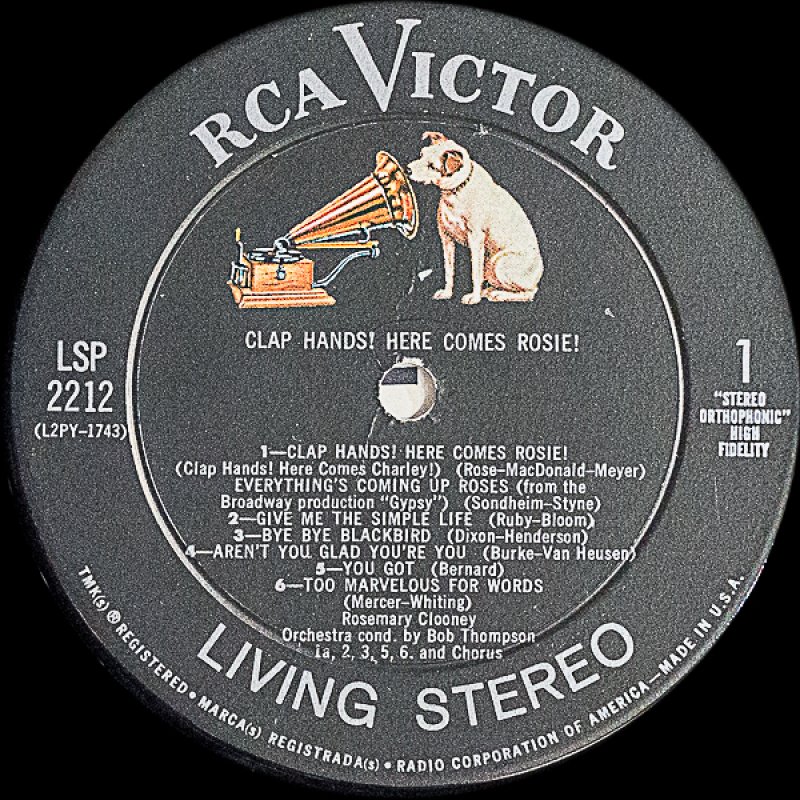 RCA VICTOR
CLAP HANDS! HERE COMES ROSIE!
LSP
2212
(L2PY-1743)
1
"STEREO
ORTHOPHONIC"
HIGH
FIDELITY
1—CLAP HANDS! HERE COMES ROSIE!
(Clap Hands! Here Comes Charley!) (Rose-MacDonald-Meyer)
EVERYTHING'S COMING UP ROSES (from the
Broadway production "Gypsy") (Sondheim-Styne)
2—GIVE ME THE SIMPLE LIFE (Ruby-Bloom)
3—BYE BYE BLACKBIRD (Dixon-Henderson)
4—AREN'T YOU GLAD YOU'RE YOU (Burke-Van Heusen)
5—YOU GOT (Bernard)
6—TOO MARVELOUS FOR WORDS
(Mercer-Whiting)
Rosemary Clooney
Orchestra cond. by Bob Thompson
1a, 2, 3, 5, 6. and Chorus
LIVING STEREO
TMK(s) ® REGISTERED • MARCA(s) REGISTRADA(s) • RADIO CORPORATION OF AMERICA—MADE IN U.S.A.